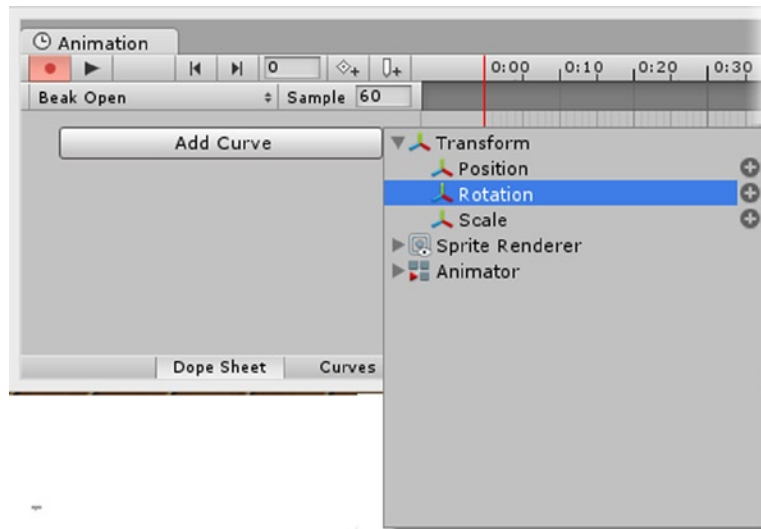 Animation
0 0:00 0:10 0:20 0:30
Beak Open Sample 60
Add Curve
Transform
Position
Rotation
Scale
Sprite Renderer
Animator
Dope Sheet Curves